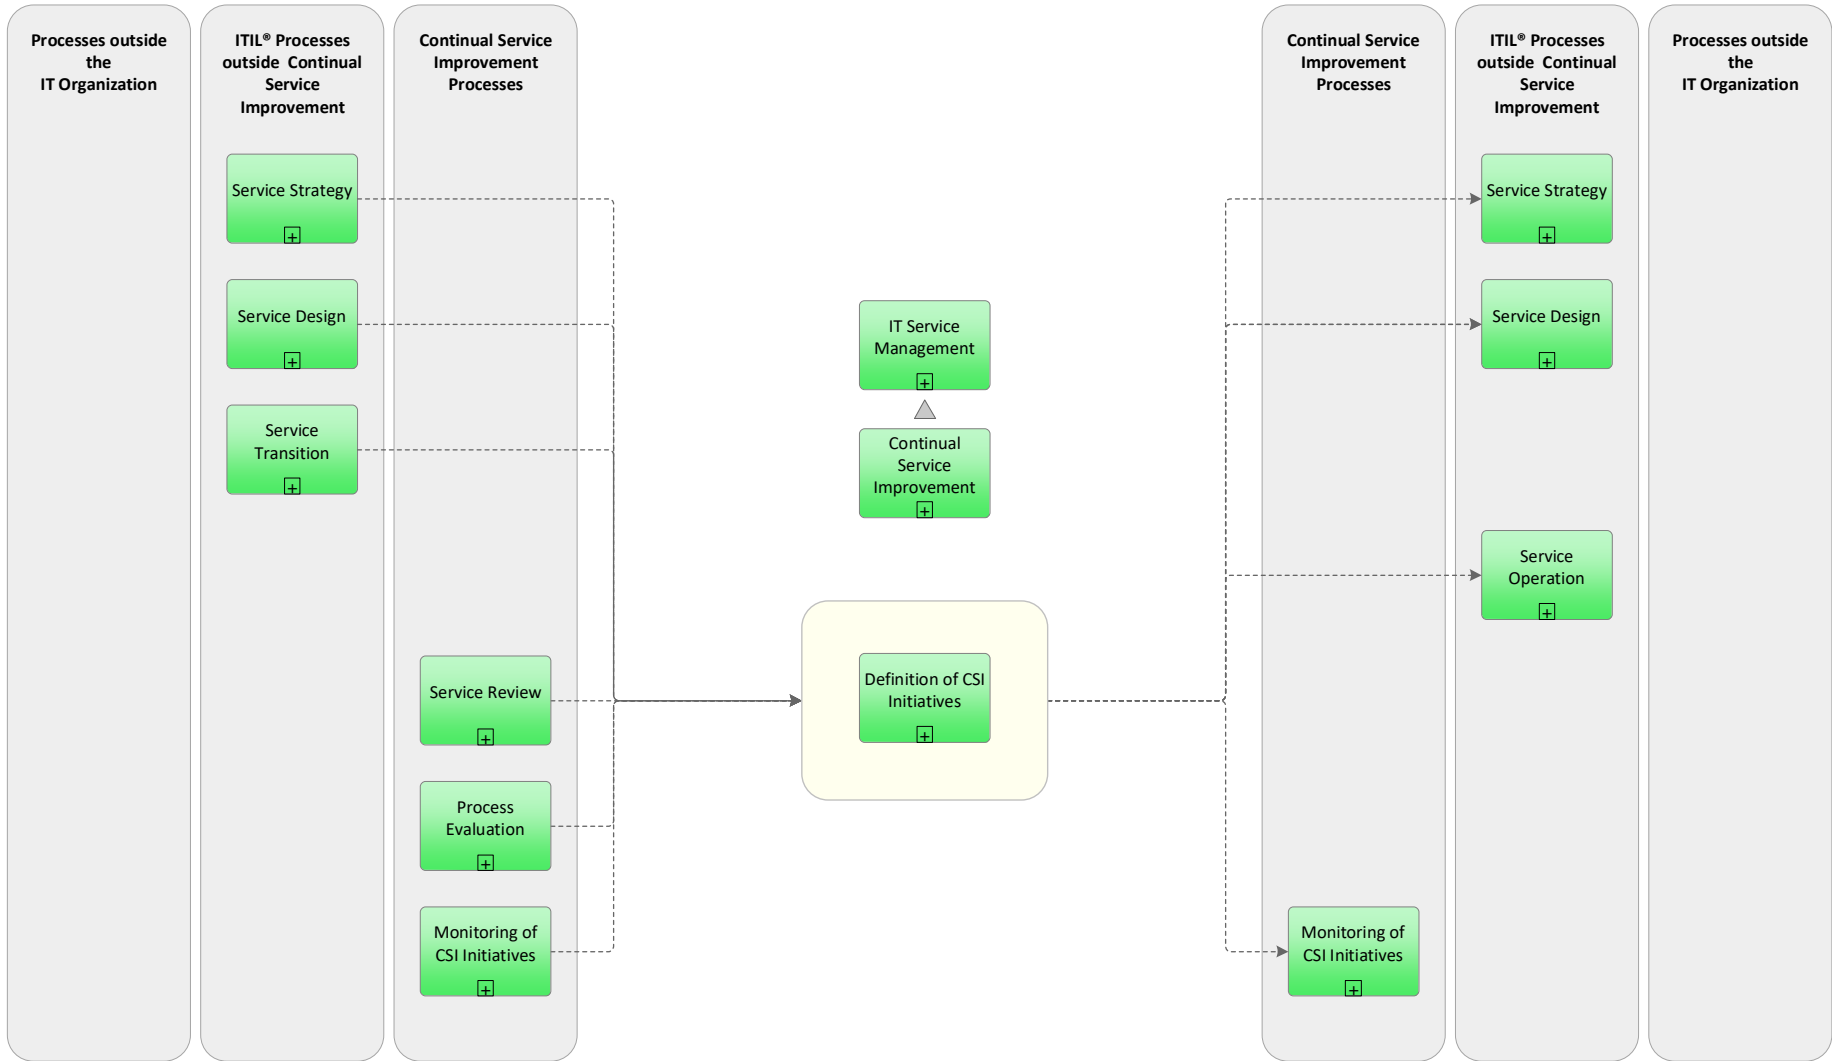 Processes outside
the
IT Organization
ITIL® Processes
outside  Continual
Service
Improvement
Continual Service
Improvement
Processes
Continual Service
Improvement
Processes
ITIL® Processes
outside  Continual
Service
Improvement
Processes outside
the
IT Organization
Service Strategy
Service Design
Service
Transition
Service Review
Process
Evaluation
Monitoring of
CSI Initiatives
IT Service
Management
Continual
Service
Improvement
Definition of CSI
Initiatives
Monitoring of
CSI Initiatives
Service Strategy
Service Design
Service
Operation